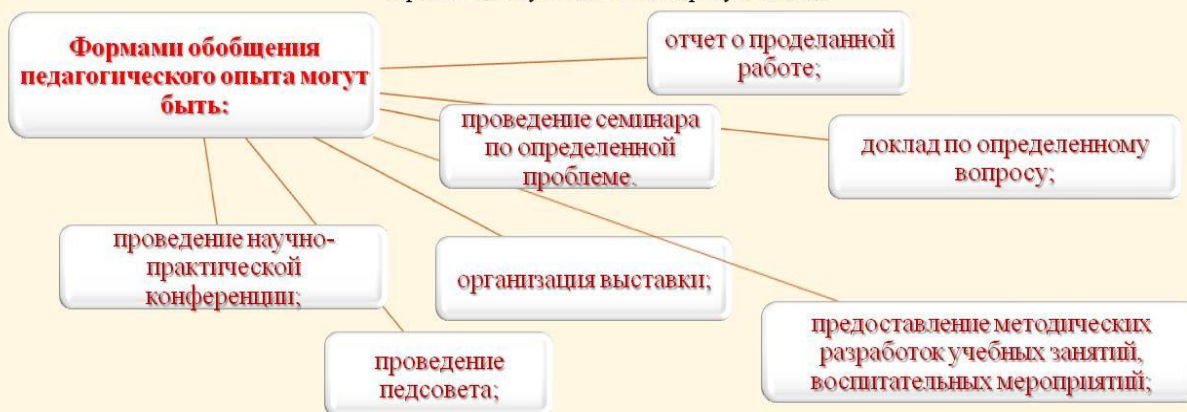 Формами обобщения
педагогического опыта могут
быть:
отчет о проделанной
работе;
проведение семинара
по определенной
проблеме.
доклад по определенному
вопросу;
проведение научно-
практической
конференции;
организация выставки;
проведение
педсовета;
предоставление методических
разработок учебных занятий,
воспитательных мероприятий;